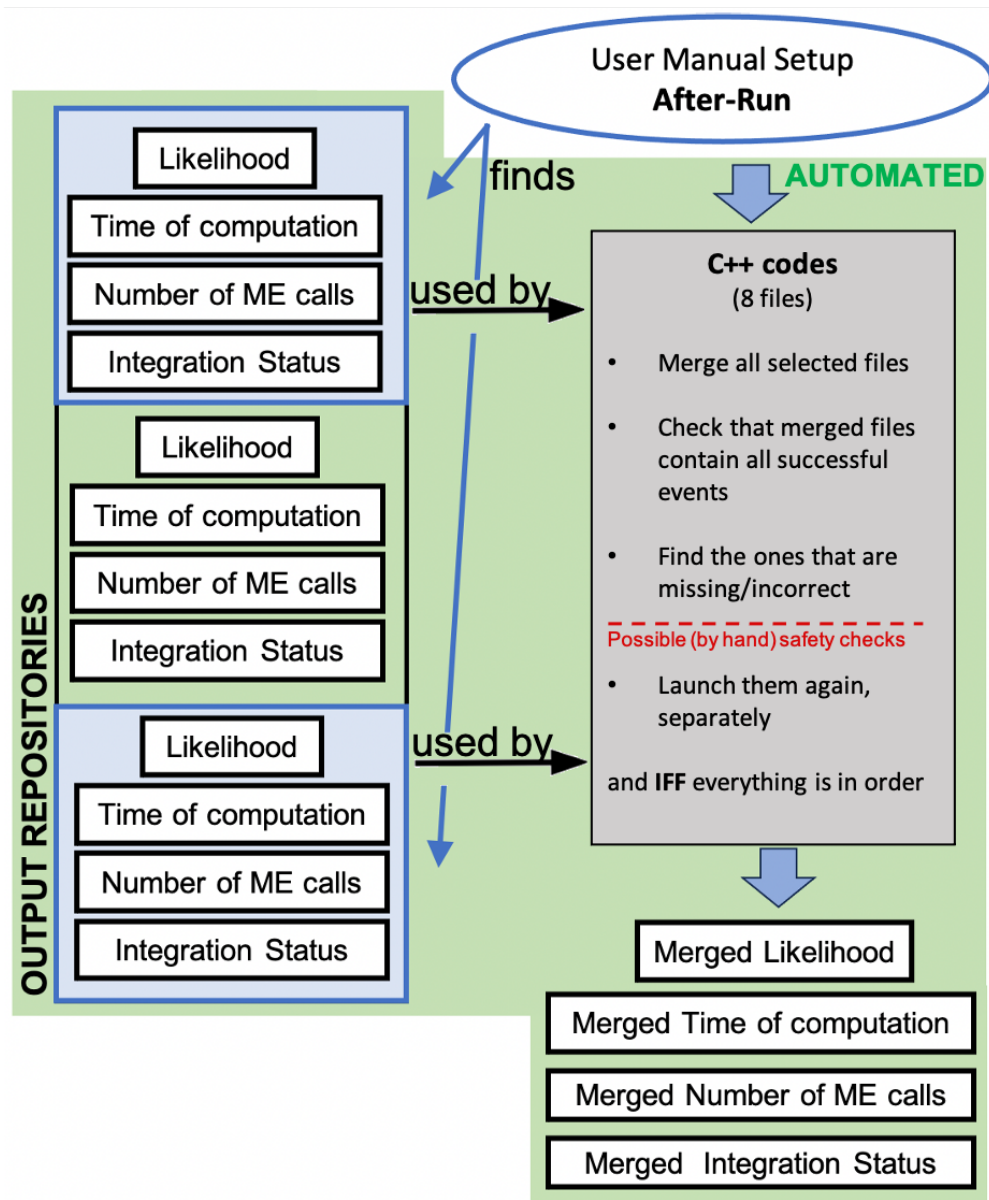 User Manual Setup
After-Run
AUTOMATED
finds
OUTPUT REPOSITORIES
Likelihood
Time of computation
Number of ME calls
Integration Status
used by
Likelihood
Time of computation
Number of ME calls
Integration Status
Likelihood
Time of computation
Number of ME calls
Integration Status
used by
C++ codes
(8 files)
• Merge all selected files
• Check that merged files
contain all successful
events
• Find the ones that are
missing/incorrect
Possible (by hand) safety checks
• Launch them again,
separately
and IFF everything is in order
Merged Likelihood
Merged Time of computation
Merged Number of ME calls
Merged Integration Status